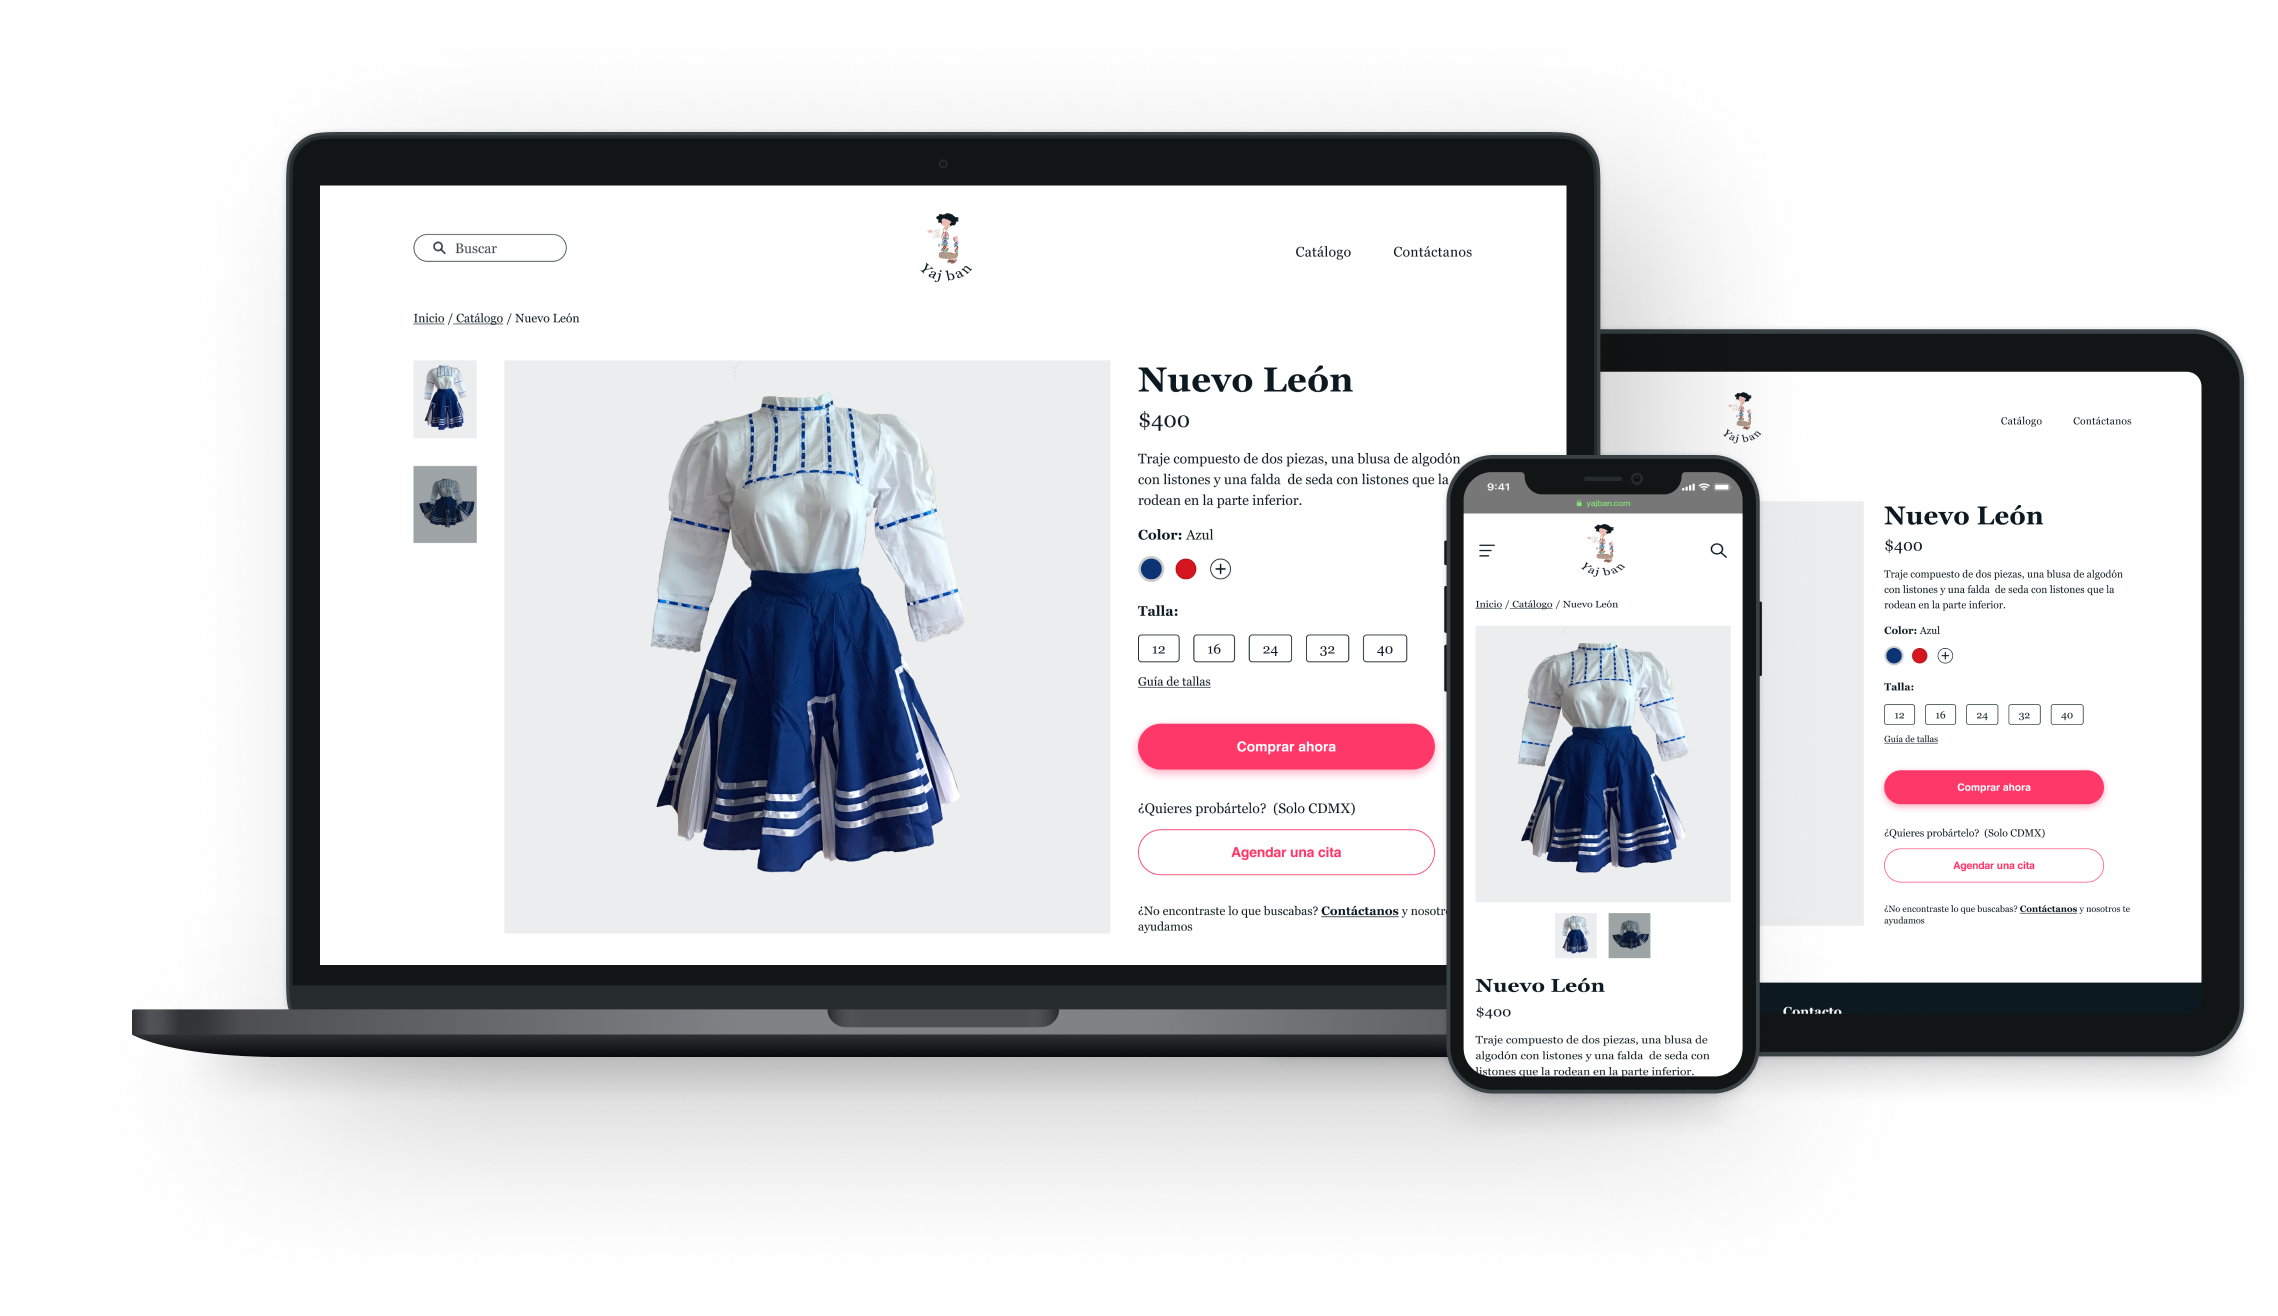 Buscar
Yaj ban
Catálogo
Contáctanos
Inicio / Catálogo / Nuevo León
Nuevo León
$400
Traje compuesto de dos piezas, una blusa de algodón
con listones y una falda de seda con listones que la
rodean en la parte inferior.
Color: Azul
Talla:
12 16 24 32 40
Guía de tallas
Comprar ahora
¿Quieres probártelo? (Solo CDMX)
Agendar una cita
¿No encontraste lo que buscabas? Contáctanos y nosotr
ayudamos
9:41
yajban.com
Yaj ban
Inicio / Catálogo / Nuevo León
Nuevo León
$400
Traje compuesto de dos piezas, una blusa de
algodón con listones y una falda de seda con
listones que la rodean en la parte inferior.
Yaj ban
Catálogo
Contáctanos
Nuevo León
$400
Traje compuesto de dos piezas, una blusa de algodón
con listones y una falda de seda con listones que la
rodean en la parte inferior.
Color: Azul
Talla:
12 16 24 32 40
Guía de tallas
Comprar ahora
¿Quieres probártelo? (Solo CDMX)
Agendar una cita
¿No encontraste lo que buscabas? Contáctanos y nosotros te
ayudamos
Contacto